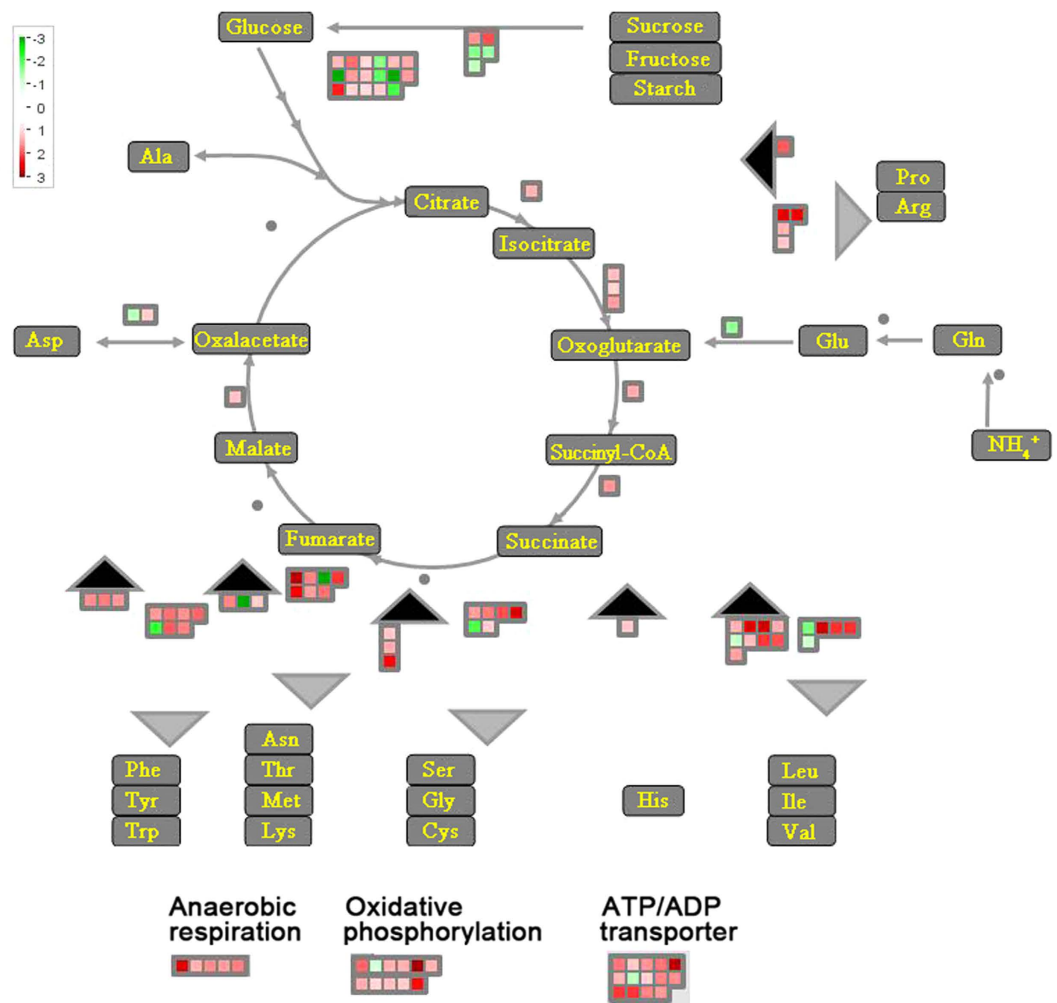 Glucose
Sucrose
Fructose
Starch
-3
-2
-1
0
1
2
3
Ala
Citrate
Isocitrate
Pro
Arg
Asp
Oxalacetate
Oxoglutarate
Glu
Gln
Malate
Succinyl-CoA
NH4+
Fumarate
Succinate
Phe
Tyr
Trp
Asn
Thr
Met
Lys
Ser
Gly
Cys
His
Leu
Ile
Val
Anaerobic
respiration
Oxidative
phosphorylation
ATP/ADP
transporter